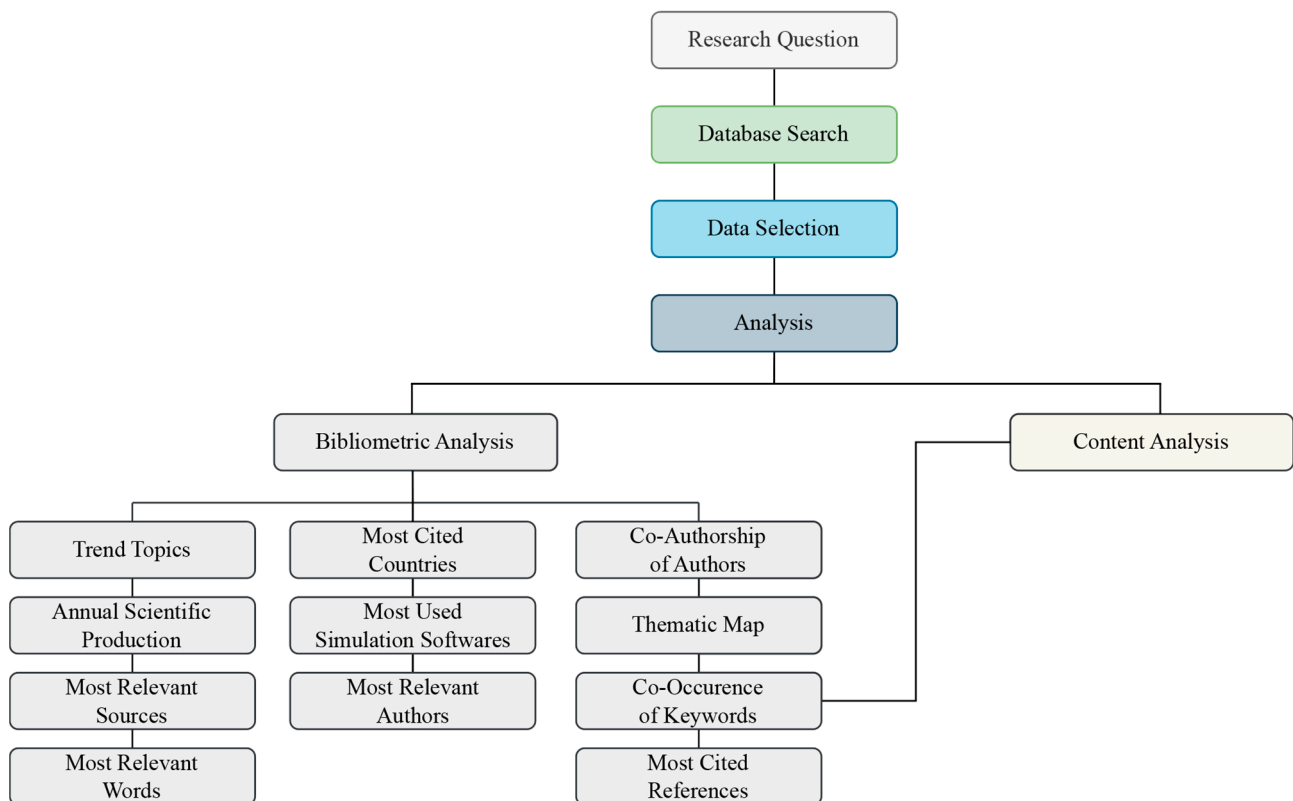 Research Question
Database Search
Data Selection
Analysis
Bibliometric Analysis
Content Analysis
Trend Topics
Annual Scientific
Production
Most Relevant
Sources
Most Relevant
Words
Most Cited
Countries
Most Used
Simulation Softwares
Most Relevant
Authors
Co-Authorship
of Authors
Thematic Map
Co-Occurence
of Keywords
Most Cited
References